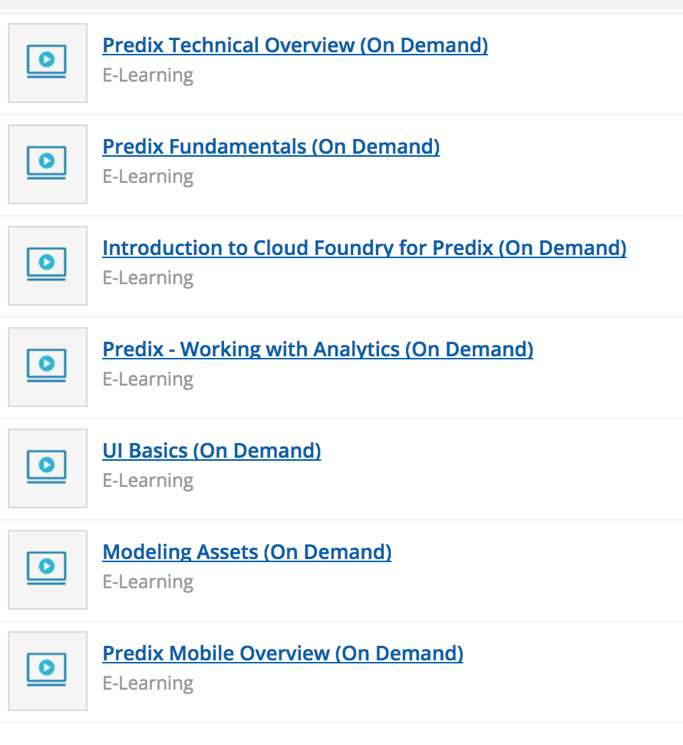 Predix Technical Overview (On Demand)
E-Learning
Predix Fundamentals (On Demand)
E-Learning
Introduction to Cloud Foundry for Predix (On Demand)
E-Learning
Predix - Working with Analytics (On Demand)
E-Learning
UI Basics (On Demand)
E-Learning
Modeling Assets (On Demand)
E-Learning
Predix Mobile Overview (On Demand)
E-Learning